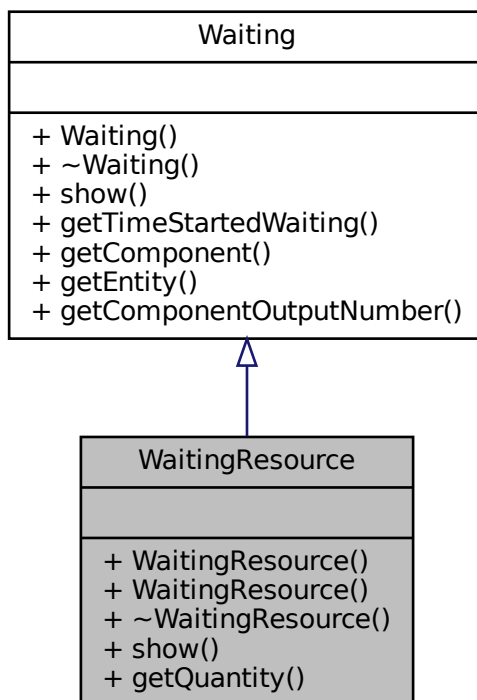 Waiting
+ Waiting()
+ ~Waiting()
+ show()
+ getTimeStartedWaiting()
+ getComponent()
+ getEntity()
+ getComponentOutputNumber()
WaitingResource
+ WaitingResource()
+ WaitingResource()
+ ~WaitingResource()
+ show()
+ getQuantity()